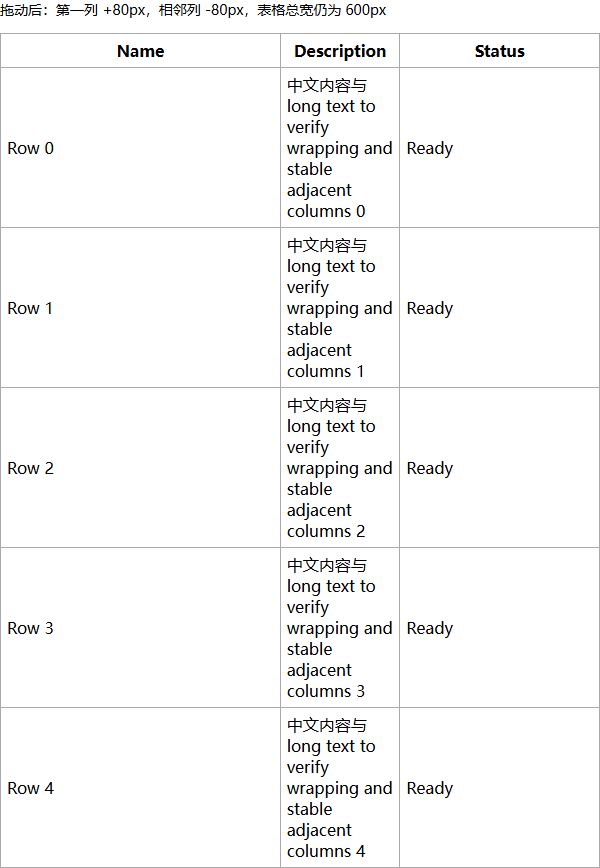 拖动后：第一列 +80px，相邻列 -80px，表格总宽仍为 600px
Name Description Status
Row 0
中文内容与
long text to
verify
wrapping and
stable
adjacent
columns 0
Ready
Row 1
中文内容与
long text to
verify
wrapping and
stable
adjacent
columns 1
Ready
Row 2
中文内容与
long text to
verify
wrapping and
stable
adjacent
columns 2
Ready
Row 3
中文内容与
long text to
verify
wrapping and
stable
adjacent
columns 3
Ready
Row 4
中文内容与
long text to
verify
wrapping and
stable
adjacent
columns 4
Ready